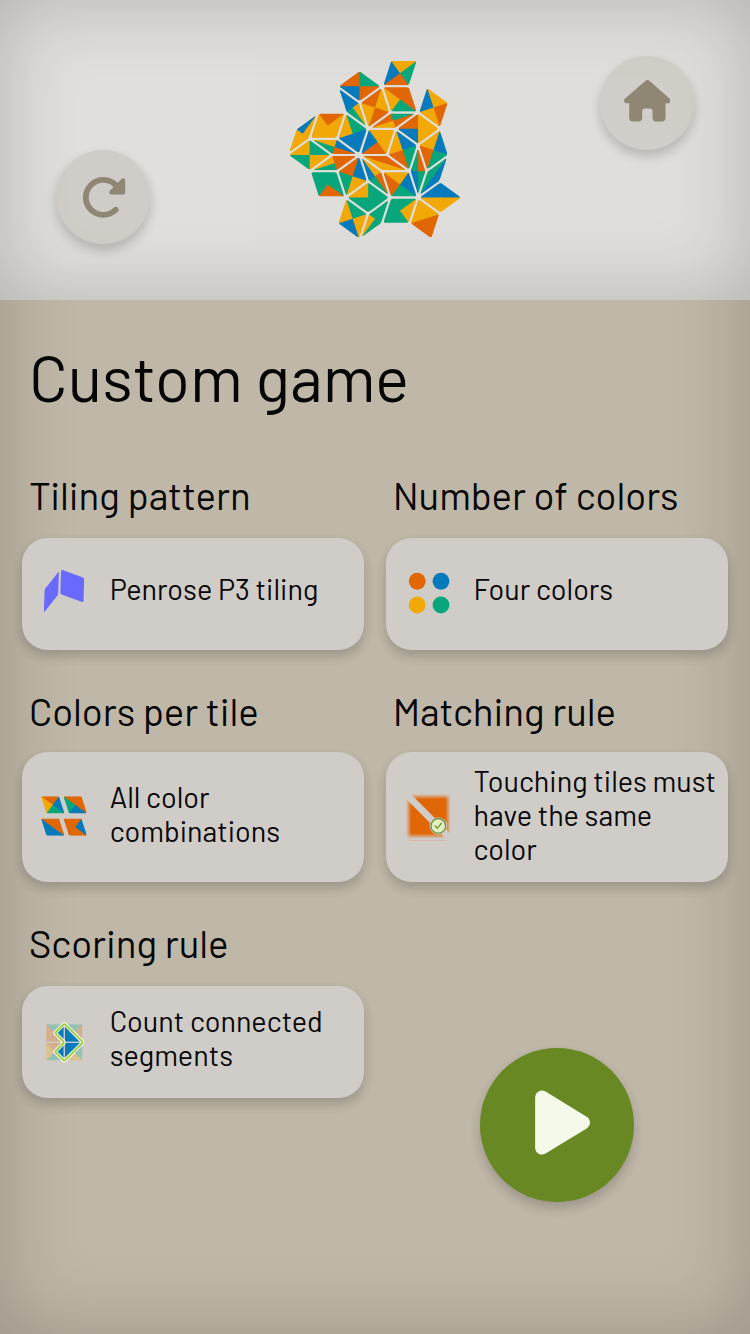 Custom game
Tiling pattern
Penrose P3 tiling
Number of colors
Four colors
Colors per tile
All color
combinations
Matching rule
Touching tiles must
have the same
color
Scoring rule
Count connected
segments